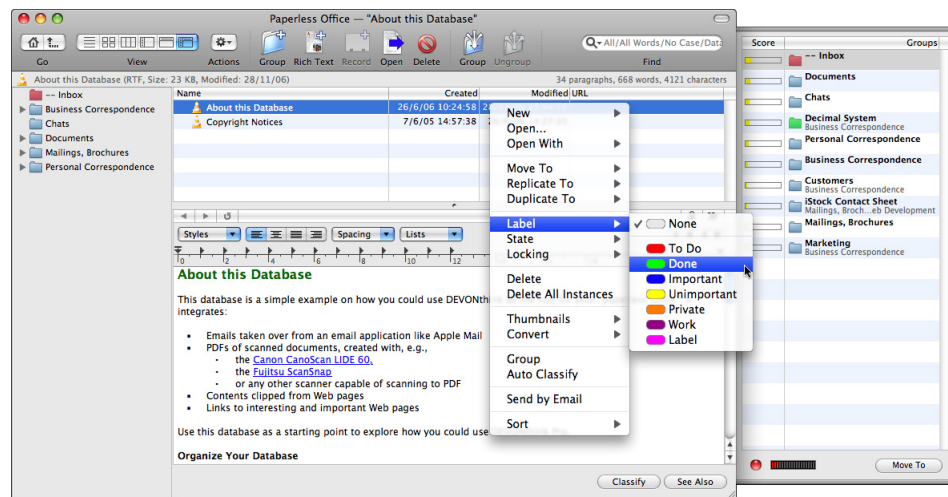 Paperless Office — "About this Database"
All/All Words/No Case/Data
Go View Actions Group Rich Text Record Open Delete Group Ungroup Find
About this Database (RTF, Size: 23 KB, Modified: 28/11/06) 34 paragraphs, 668 words, 4121 characters
-- Inbox
Business Correspondence
Chats
Documents
Mailings, Brochures
Personal Correspondence
Name Created Modified URL
About this Database 26/6/06 10:24:58
Copyright Notices 7/6/05 14:57:38
Styles Spacing Lists
0 2 4 6 8 10 12
About this Database
This database is a simple example on how you could use DEVONth
integrates:
Emails taken over from an email application like Apple Mail
PDFs of scanned documents, created with, e.g.,
the Canon CanoScan LIDE 60,
the Fujitsu ScanSnap
or any other scanner capable of scanning to PDF
Contents clipped from Web pages
Links to interesting and important Web pages
Use this database as a starting point to explore how you could use
Organize Your Database
Classify See Also
New
Open...
Open With
Move To
Replicate To
Duplicate To
Label
State
Locking
Delete
Delete All Instances
Thumbnails
Convert
Group
Auto Classify
Send by Email
Sort
None
To Do
Done
Important
Unimportant
Private
Work
Label
Score Groups
-- Inbox
Documents
Chats
Decimal System
Business Correspondence
Personal Correspondence
Business Correspondence
Customers
Business Correspondence
iStock Contact Sheet
Mailings, Broch...eb Development
Mailings, Brochures
Marketing
Business Correspondence
Move To